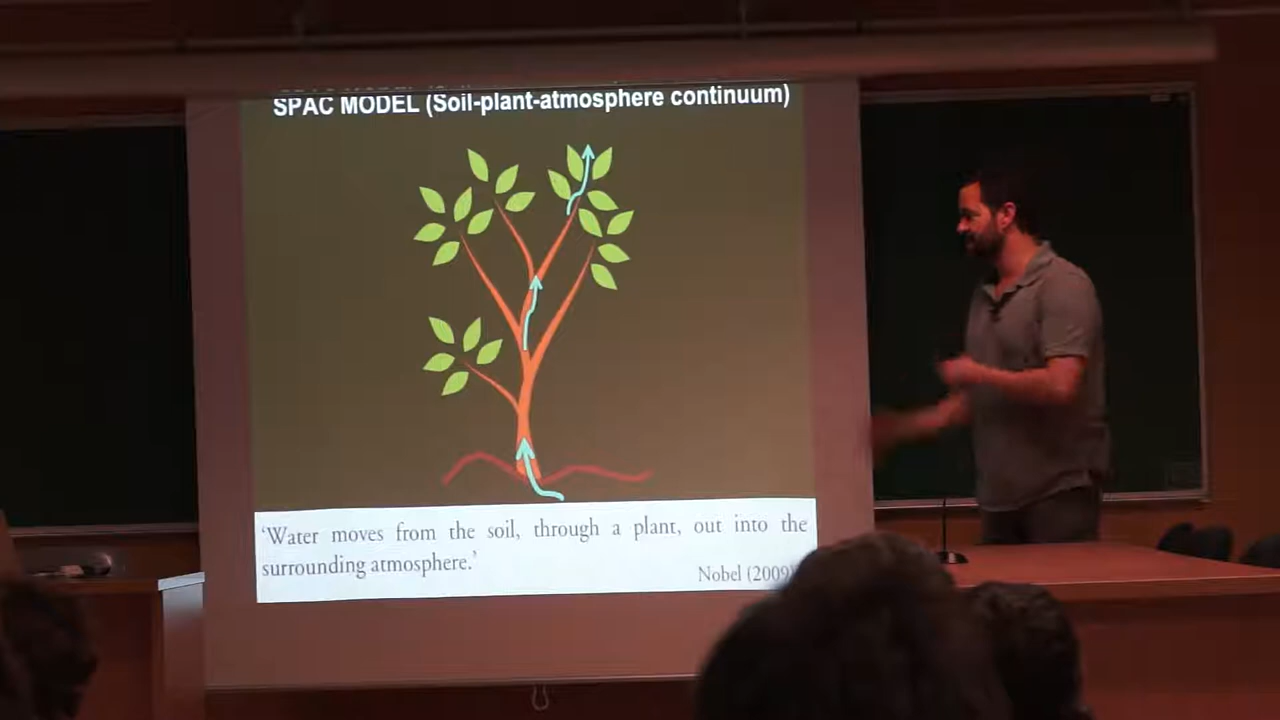 SPAC MODEL (Soil-plant-atmosphere continuum)
‘Water moves from the soil, through a plant, out into the
surrounding atmosphere.’
Nobel (2009)